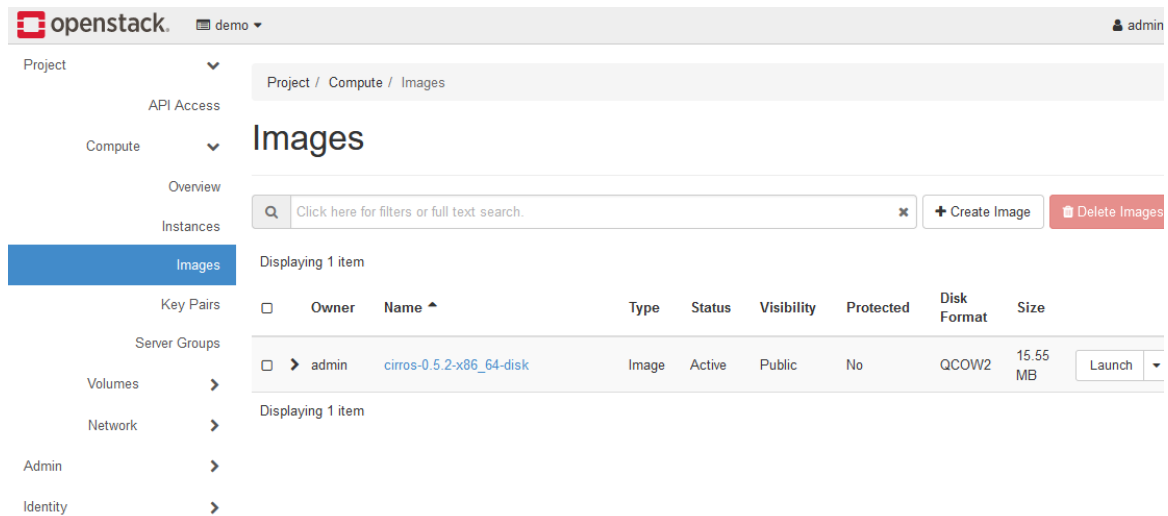 openstack. demo admin
Project
API Access
Compute
Overview
Instances
Images
Key Pairs
Server Groups
Volumes
Network
Admin
Identity
Project / Compute / Images
Images
Click here for filters or full text search. Create Image Delete Images
Displaying 1 item
Owner Name Type Status Visibility Protected Disk Format Size
admin cirros-0.5.2-x86_64-disk Image Active Public No QCOW2 15.55 MB Launch
Displaying 1 item